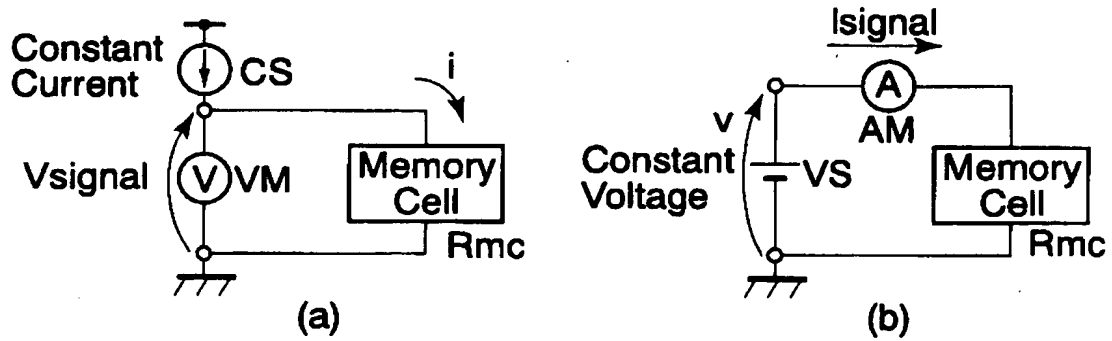 Constant
Current
CS
i
Vsignal
V
VM
Memory
Cell
Rmc
(a)
Isignal
A
AM
v
Constant
Voltage
VS
Memory
Cell
Rmc
(b)